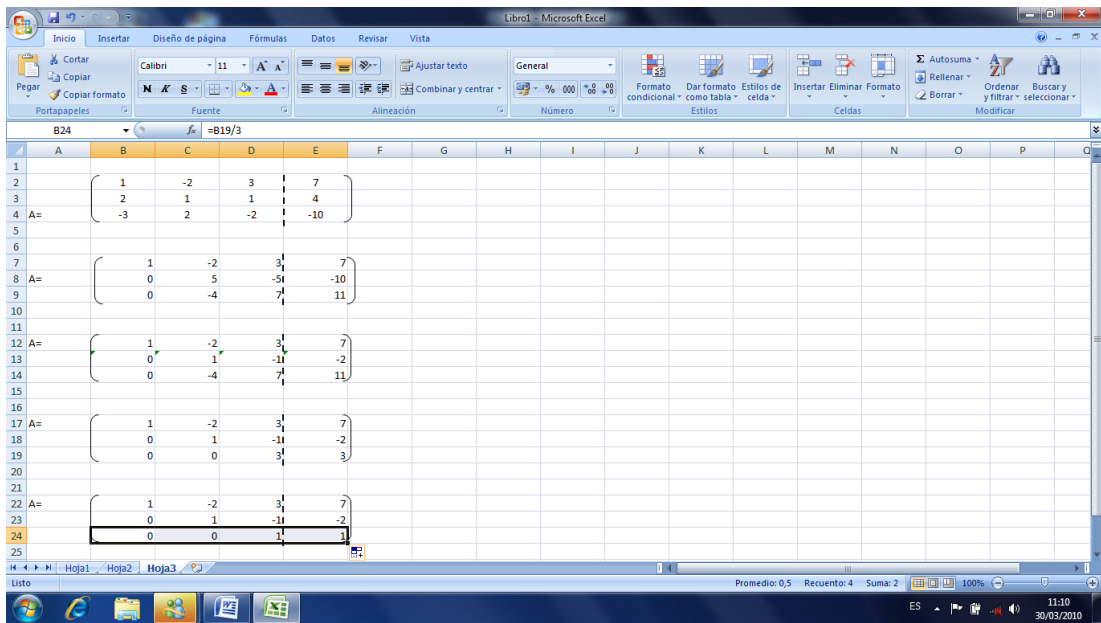 Libro1 - Microsoft Excel
Inicio Insertar Diseño de página Fórmulas Datos Revisar Vista
Pegar Cortar Copiar Copiar formato
Calibri 11 A A
N K S A
Ajustar texto
Combinar y centrar
General
% 000
Formato condicional Dar formato como tabla Estilos de celda
Insertar Eliminar Formato
Σ Autosuma Rellenar Borrar
Ordenar y filtrar Buscar y seleccionar
Portapapeles Fuente Alineación Número Estilos Celdas Modificar
B24 fx =B19/3
A B C D E F G H I J K L M N O P Q
1
2 1 -2 3 7
3 2 1 1 4
4 A= -3 2 -2 -10
5
6
7 1 -2 3 7
8 A= 0 5 -5 -10
9 0 -4 7 11
10
11
12 A= 1 -2 3 7
13 0 1 -1 -2
14 0 -4 7 11
15
16
17 A= 1 -2 3 7
18 0 1 -1 -2
19 0 0 3 3
20
21
22 A= 1 -2 3 7
23 0 1 -1 -2
24 0 0 1 1
25
Hoja1 Hoja2 Hoja3
Listo Promedio: 0,5 Recuento: 4 Suma: 2 100%
ES 11:10
30/03/2010